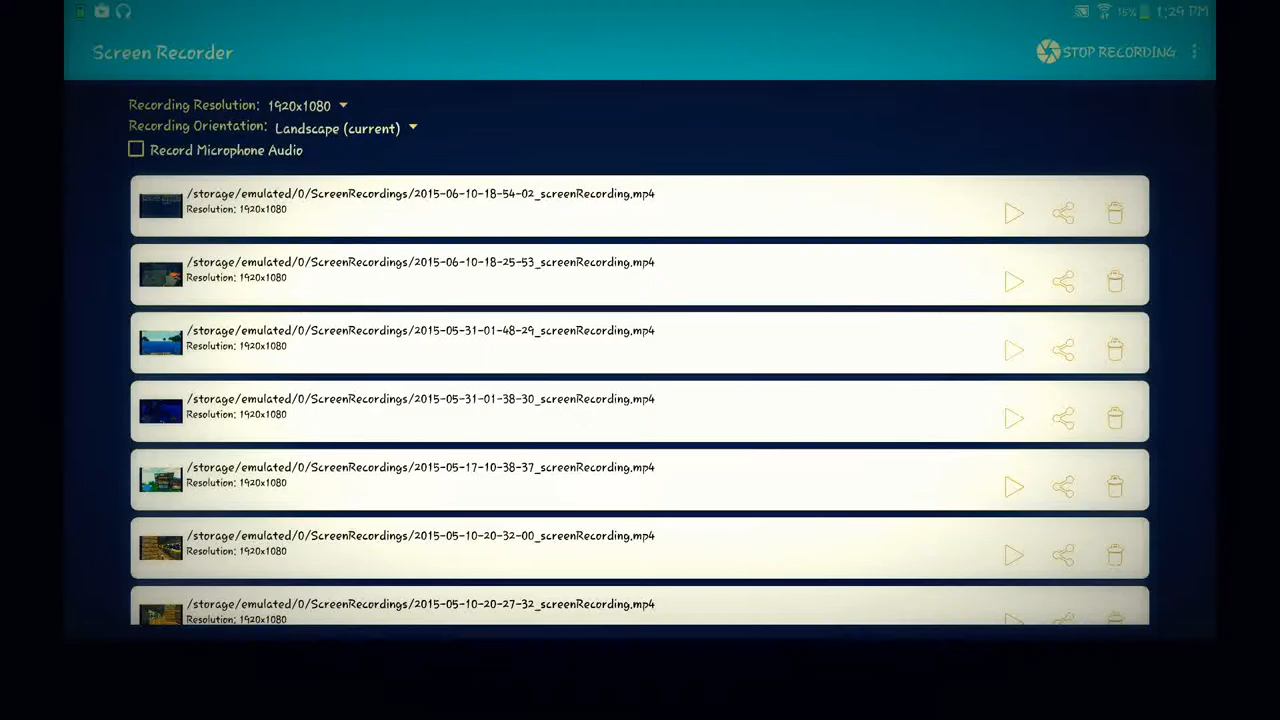 16% 1:29 PM
Screen Recorder
STOP RECORDING
Recording Resolution: 1920x1080
Recording Orientation: Landscape (current)
Record Microphone Audio
/storage/emulated/0/ScreenRecordings/2015-06-10-18-54-02_screenRecording.mp4
Resolution: 1920x1080
/storage/emulated/0/ScreenRecordings/2015-06-10-18-25-53_screenRecording.mp4
Resolution: 1920x1080
/storage/emulated/0/ScreenRecordings/2015-05-31-01-48-29_screenRecording.mp4
Resolution: 1920x1080
/storage/emulated/0/ScreenRecordings/2015-05-31-01-38-30_screenRecording.mp4
Resolution: 1920x1080
/storage/emulated/0/ScreenRecordings/2015-05-17-10-38-37_screenRecording.mp4
Resolution: 1920x1080
/storage/emulated/0/ScreenRecordings/2015-05-10-20-32-00_screenRecording.mp4
Resolution: 1920x1080
/storage/emulated/0/ScreenRecordings/2015-05-10-20-27-32_screenRecording.mp4
Resolution: 1920x1080